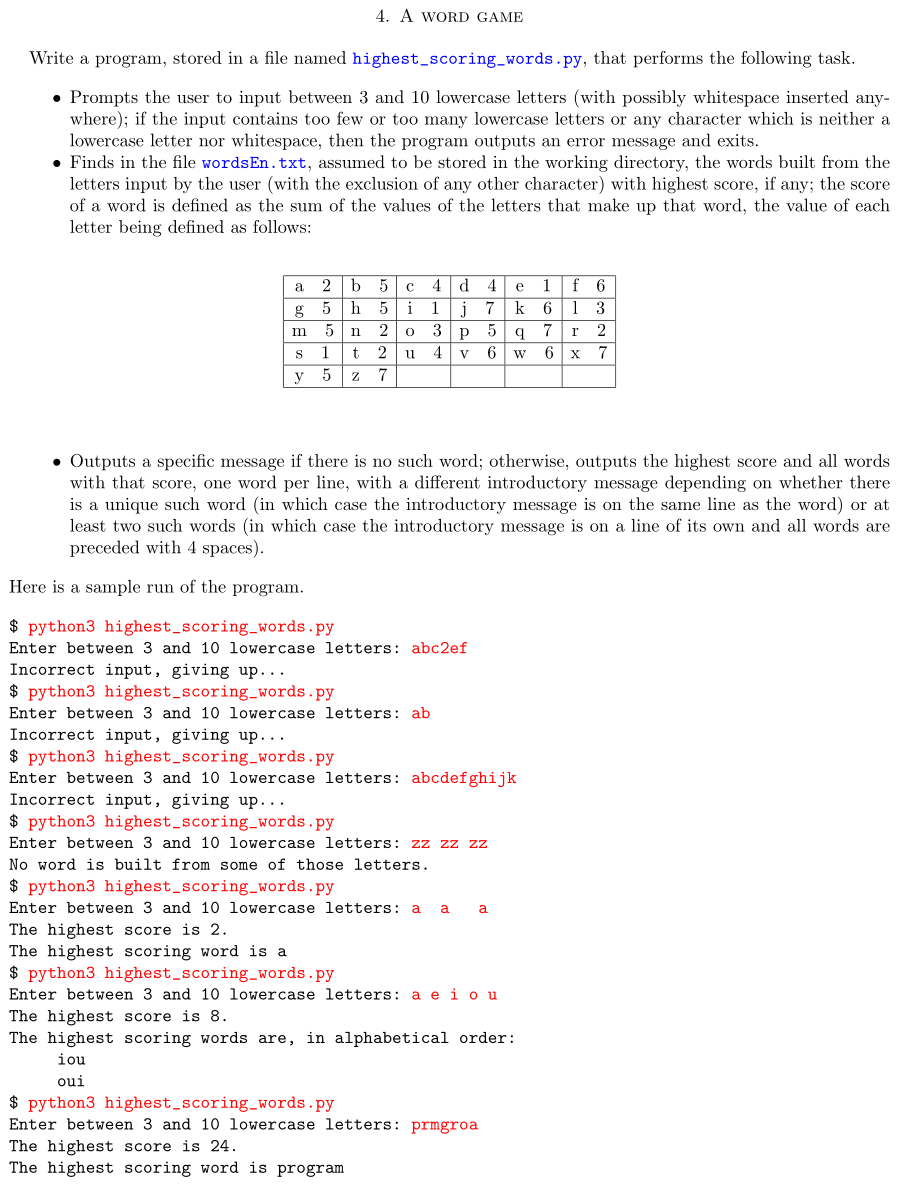 4. A WORD GAME
Write a program, stored in a file named highest_scoring_words.py, that performs the following task.
• Prompts the user to input between 3 and 10 lowercase letters (with possibly whitespace inserted any-
where); if the input contains too few or too many lowercase letters or any character which is neither a
lowercase letter nor whitespace, then the program outputs an error message and exits.
• Finds in the file wordsEn.txt, assumed to be stored in the working directory, the words built from the
letters input by the user (with the exclusion of any other character) with highest score, if any; the score
of a word is defined as the sum of the values of the letters that make up that word, the value of each
letter being defined as follows:
a 2 b 5 c 4 d 4 e 1 f 6
g 5 h 5 i 1 j 7 k 6 l 3
m 5 n 2 o 3 p 5 q 7 r 2
s 1 t 2 u 4 v 6 w 6 x 7
y 5 z 7
• Outputs a specific message if there is no such word; otherwise, outputs the highest score and all words
with that score, one word per line, with a different introductory message depending on whether there
is a unique such word (in which case the introductory message is on the same line as the word) or at
least two such words (in which case the introductory message is on a line of its own and all words are
preceded with 4 spaces).
Here is a sample run of the program.
$ python3 highest_scoring_words.py
Enter between 3 and 10 lowercase letters: abc2ef
Incorrect input, giving up...
$ python3 highest_scoring_words.py
Enter between 3 and 10 lowercase letters: ab
Incorrect input, giving up...
$ python3 highest_scoring_words.py
Enter between 3 and 10 lowercase letters: abcdefghijk
Incorrect input, giving up...
$ python3 highest_scoring_words.py
Enter between 3 and 10 lowercase letters: zz zz zz
No word is built from some of those letters.
$ python3 highest_scoring_words.py
Enter between 3 and 10 lowercase letters: a  a   a
The highest score is 2.
The highest scoring word is a
$ python3 highest_scoring_words.py
Enter between 3 and 10 lowercase letters: a e i o u
The highest score is 8.
The highest scoring words are, in alphabetical order:
    iou
    oui
$ python3 highest_scoring_words.py
Enter between 3 and 10 lowercase letters: prmgroa
The highest score is 24.
The highest scoring word is program